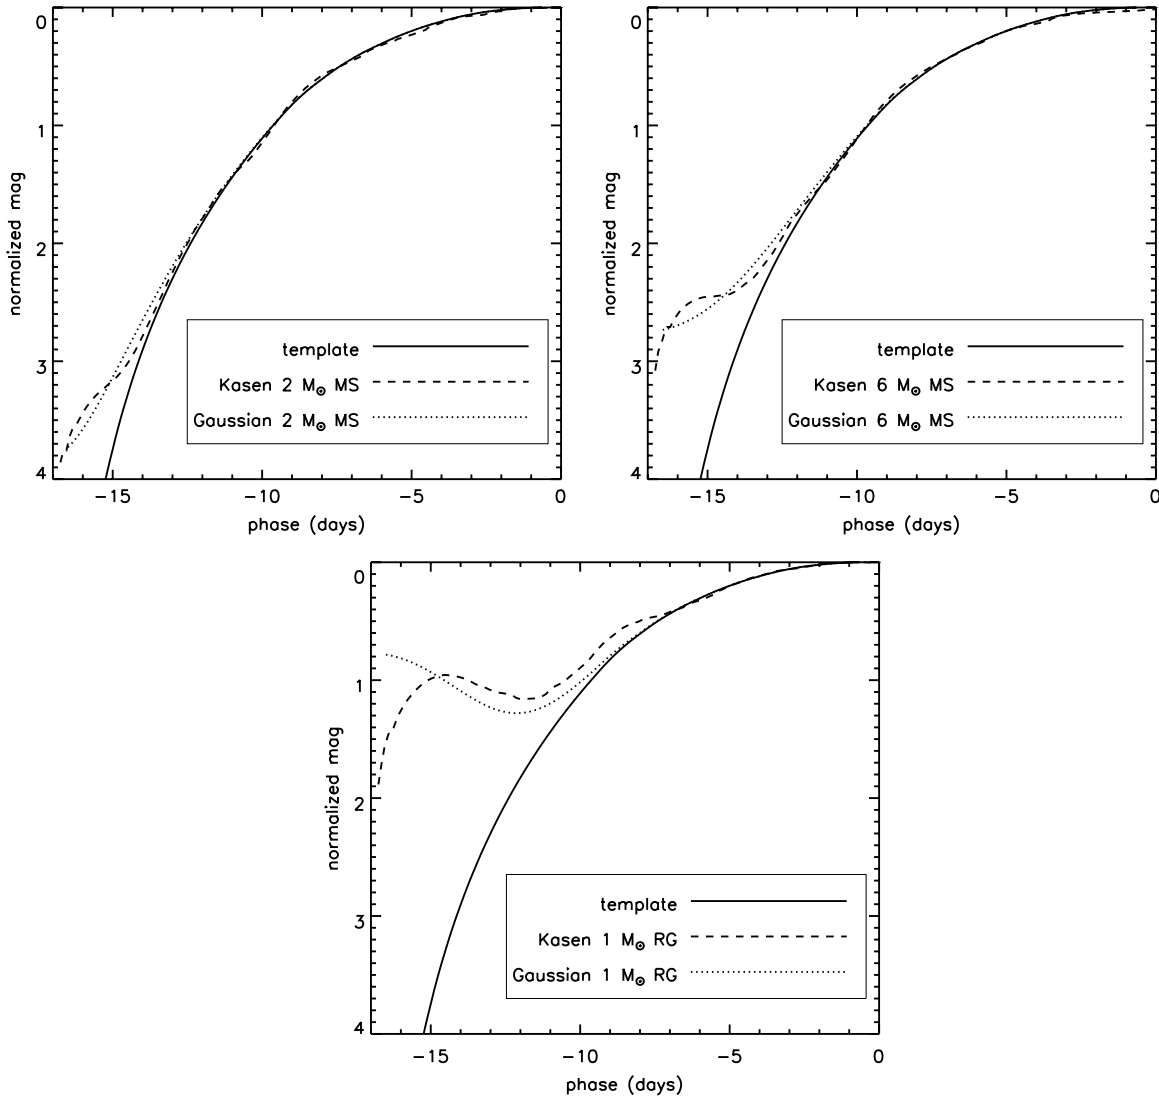 0
1
2
3
4
normalized mag
template
Kasen 2 M⊙ MS
Gaussian 2 M⊙ MS
−15 −10 −5 0
phase (days)
0
1
2
3
4
normalized mag
template
Kasen 6 M⊙ MS
Gaussian 6 M⊙ MS
−15 −10 −5 0
phase (days)
0
1
2
3
4
normalized mag
template
Kasen 1 M⊙ RG
Gaussian 1 M⊙ RG
−15 −10 −5 0
phase (days)